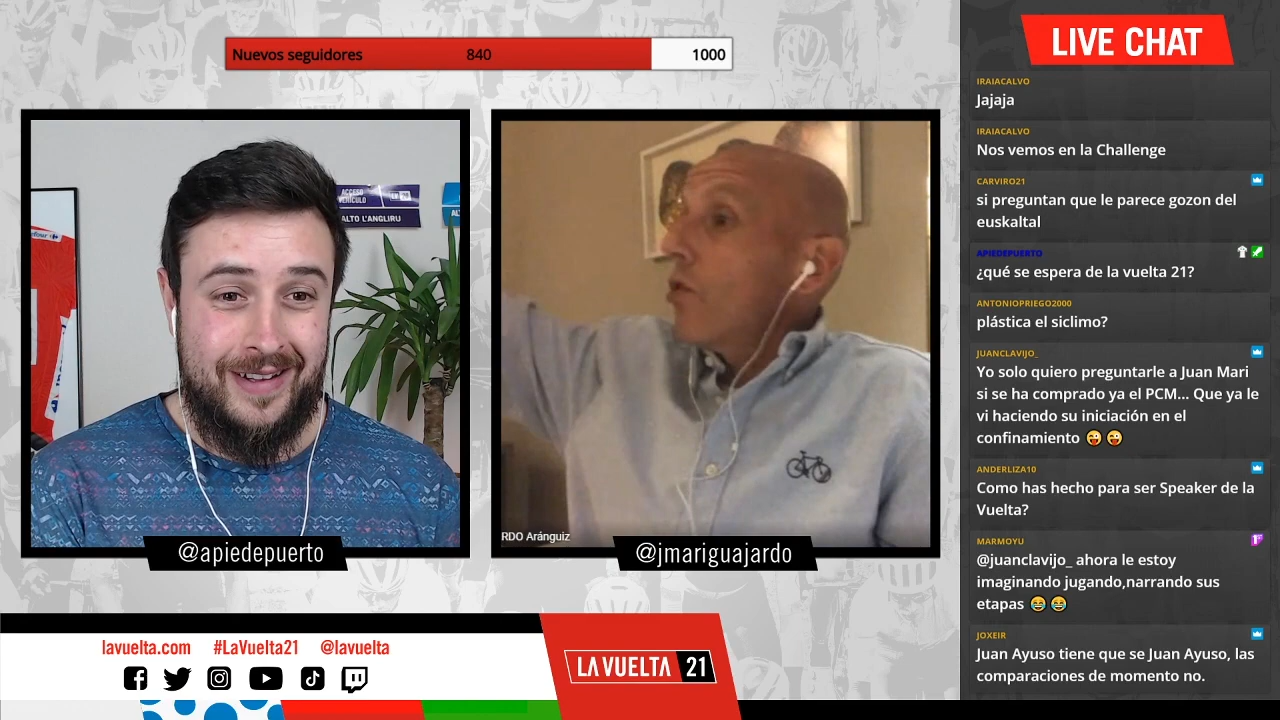 Nuevos seguidores 840 1000
LIVE CHAT
ACCESO
VEHÍCULO
ALTO L'ANGLIRU
RDO Aránguiz
@apiedepuerto
@jmariguajardo
lavuelta.com #LaVuelta21 @lavuelta
LA VUELTA 21
IRAIACALVO
Jajaja
IRAIACALVO
Nos vemos en la Challenge
CARVIRO21
si preguntan que le parece gozon del
euskaltal
APIEDEPUERTO
¿qué se espera de la vuelta 21?
ANTONIOPRIEGO2000
plástica el siclimo?
JUANCLAVIJO_
Yo solo quiero preguntarle a Juan Mari
si se ha comprado ya el PCM... Que ya le
vi haciendo su iniciación en el
confinamiento 😜 😜
ANDERLIZA10
Como has hecho para ser Speaker de la
Vuelta?
MARMOYU
@juanclavijo_ ahora le estoy
imaginando jugando,narrando sus
etapas 😂 😂
JOXEIR
Juan Ayuso tiene que se Juan Ayuso, las
comparaciones de momento no.